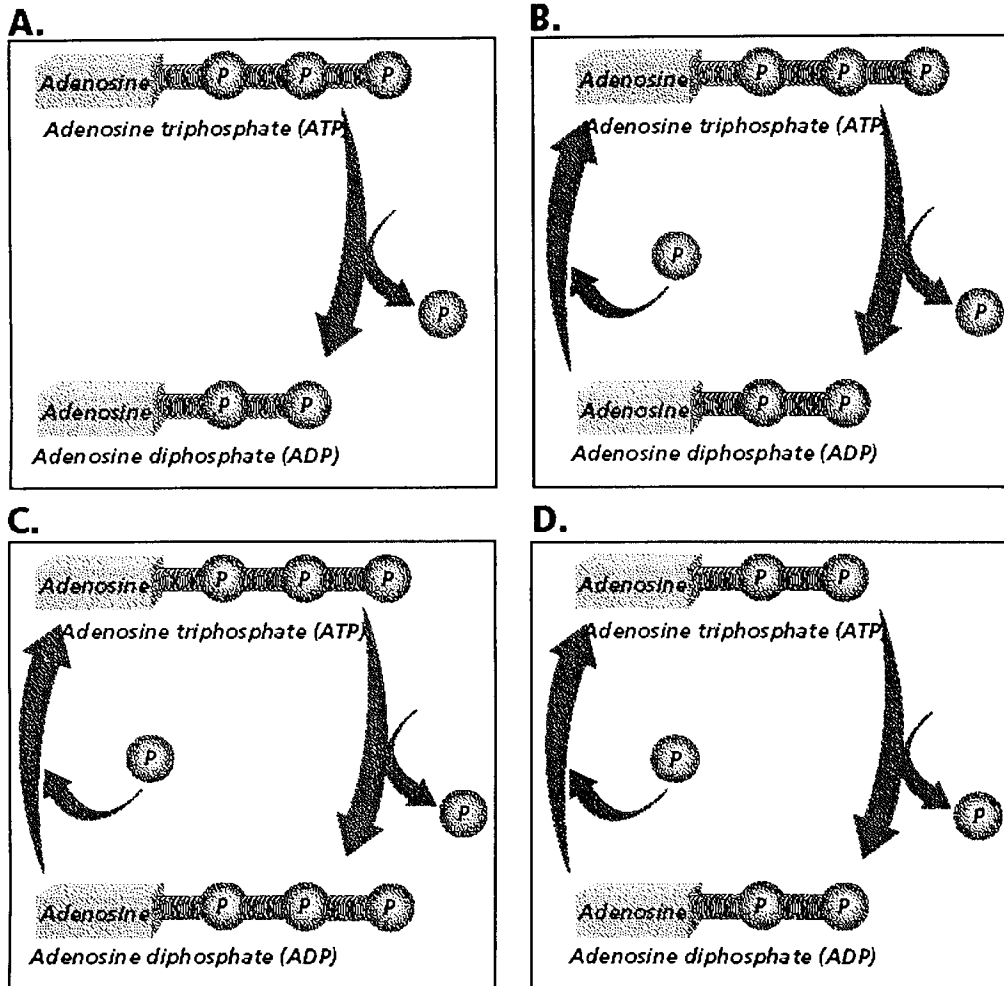 A.
Adenosine P P P
Adenosine triphosphate (ATP)
P
Adenosine P P
Adenosine diphosphate (ADP)
B.
Adenosine P P P
Adenosine triphosphate (ATP)
P
P
Adenosine P P
Adenosine diphosphate (ADP)
C.
Adenosine P P P
Adenosine triphosphate (ATP)
P
P
Adenosine P P P
Adenosine diphosphate (ADP)
D.
Adenosine P P
Adenosine triphosphate (ATP)
P
P
Adenosine P P
Adenosine diphosphate (ADP)